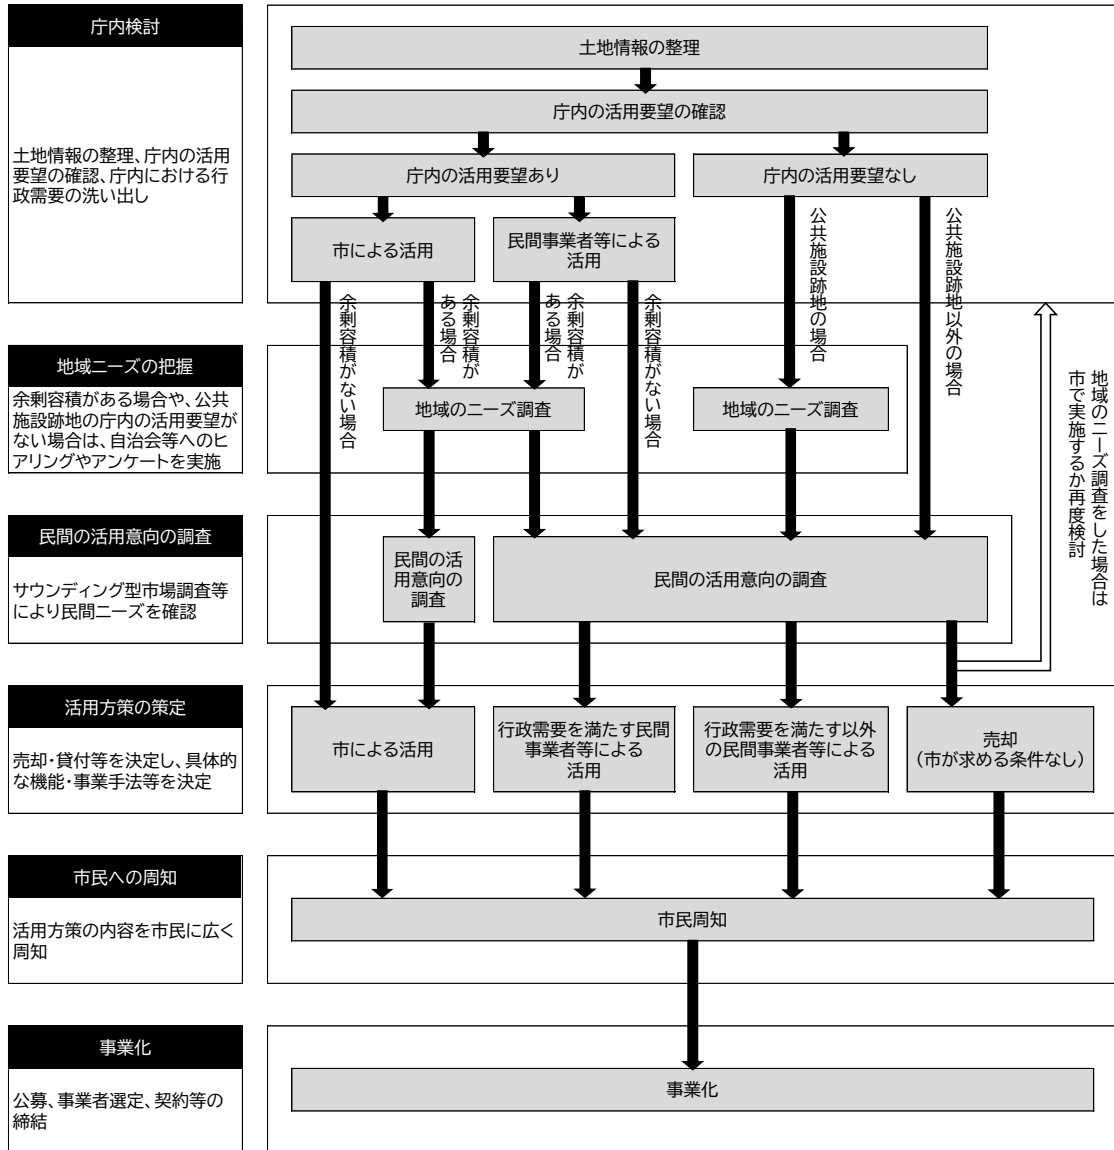 庁内検討
土地情報の整理、庁内の活用
要望の確認、庁内における行
政需要の洗い出し
土地情報の整理
庁内の活用要望の確認
庁内の活用要望あり
庁内の活用要望なし
市による活用
民間事業者等による
活用
公共施設跡地の場合
公共施設跡地以外の場合
余剰容積がない場合
余剰容積が
ある場合
余剰容積が
ある場合
余剰容積がない場合
地域ニーズの把握
余剰容積がある場合や、公共
施設跡地の庁内の活用要望が
ない場合は、自治会等へのヒ
アリングやアンケートを実施
地域のニーズ調査
地域のニーズ調査
地域のニーズ調査をした場合は
市で実施するか再度検討
民間の活用意向の調査
サウンディング型市場調査等
により民間ニーズを確認
民間の活
用意向の
調査
民間の活用意向の調査
活用方策の策定
売却・貸付等を決定し、具体的
な機能・事業手法等を決定
市による活用
行政需要を満たす民間
事業者等による
活用
行政需要を満たす以外
の民間事業者等による
活用
売却
（市が求める条件なし）
市民への周知
活用方策の内容を市民に広く
周知
市民周知
事業化
公募、事業者選定、契約等の
締結
事業化